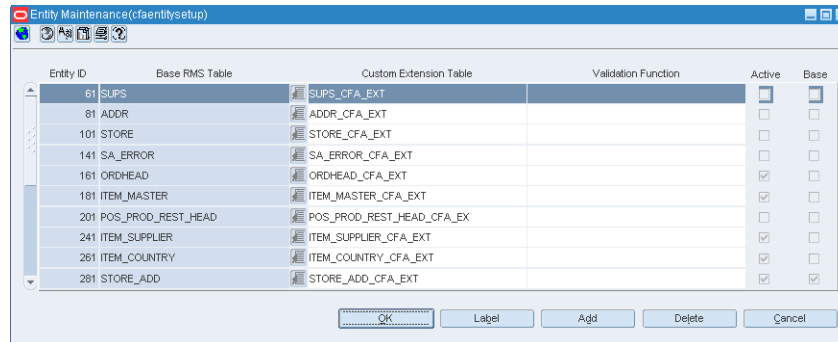 Entity Maintenance(cfaentitysetup)
Entity ID Base RMS Table Custom Extension Table Validation Function Active Base
61 SUPS SUPS_CFA_EXT
81 ADDR ADDR_CFA_EXT
101 STORE STORE_CFA_EXT
141 SA_ERROR SA_ERROR_CFA_EXT
161 ORDHEAD ORDHEAD_CFA_EXT
181 ITEM_MASTER ITEM_MASTER_CFA_EXT
201 POS_PROD_REST_HEAD POS_PROD_REST_HEAD_CFA_EX
241 ITEM_SUPPLIER ITEM_SUPPLIER_CFA_EXT
261 ITEM_COUNTRY ITEM_COUNTRY_CFA_EXT
281 STORE_ADD STORE_ADD_CFA_EXT
OK Label Add Delete Cancel